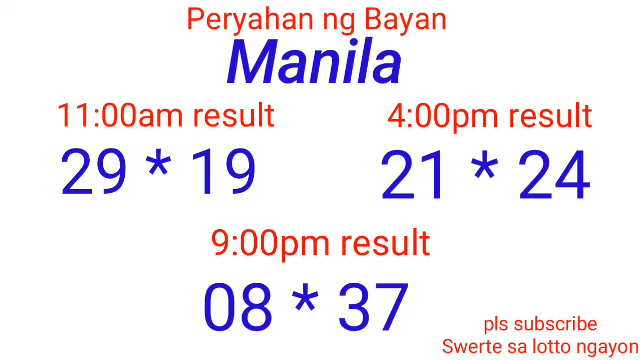 Peryahan ng Bayan
Manila
11:00am result
29 * 19
4:00pm result
21 * 24
9:00pm result
08 * 37
pls subscribe
Swerte sa lotto ngayon